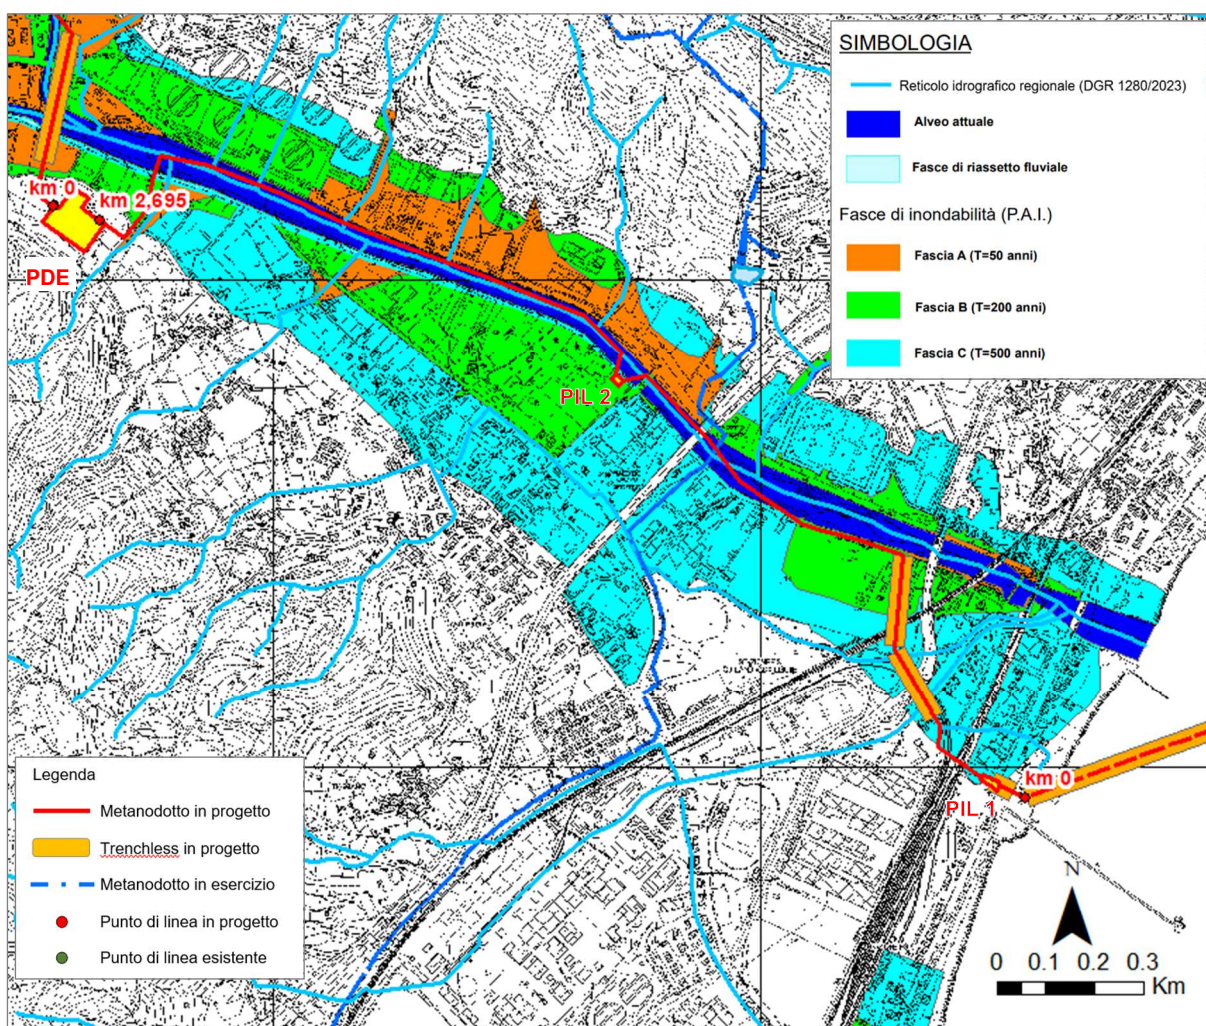 SIMBOLOGIA
Reticolo idrografico regionale (DGR 1280/2023)
Alveo attuale
Fasce di riassetto fluviale
Fasce di inondabilità (P.A.I.)
Fascia A (T=50 anni)
Fascia B (T=200 anni)
Fascia C (T=500 anni)
km 0
km 2,695
PDE
PIL 2
km 0
PIL 1
Legenda
Metanodotto in progetto
Trenchless in progetto
Metanodotto in esercizio
Punto di linea in progetto
Punto di linea esistente
N
0 0.1 0.2 0.3
Km